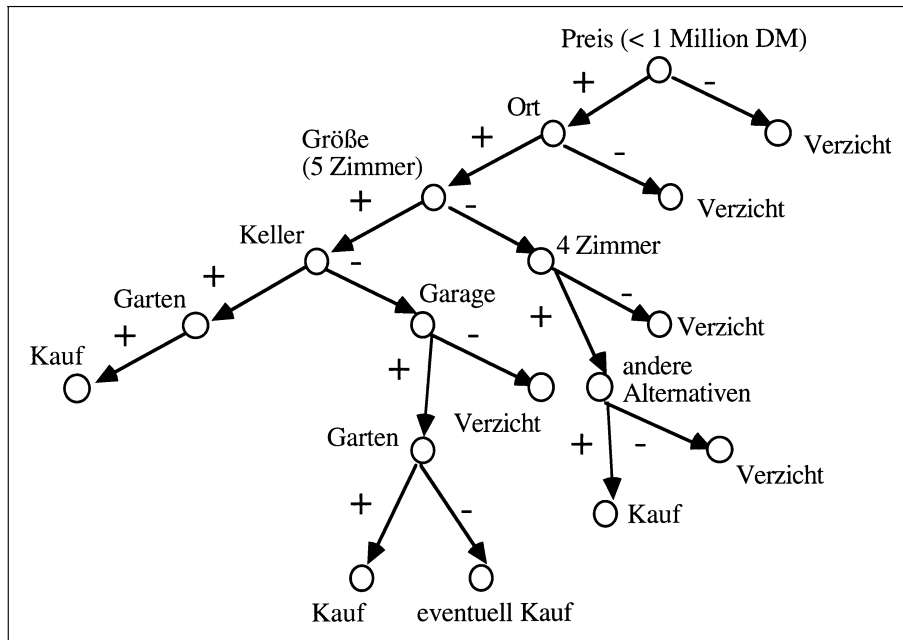 Preis (< 1 Million DM)
+
-
Ort
Verzicht
+
-
Größe
(5 Zimmer)
Verzicht
+
-
Keller
4 Zimmer
+
-
+
-
Garten
Garage
Verzicht
+
+
-
andere
Alternativen
Kauf
Verzicht
+
-
Garten
Verzicht
+
-
Kauf
Kauf
eventuell Kauf